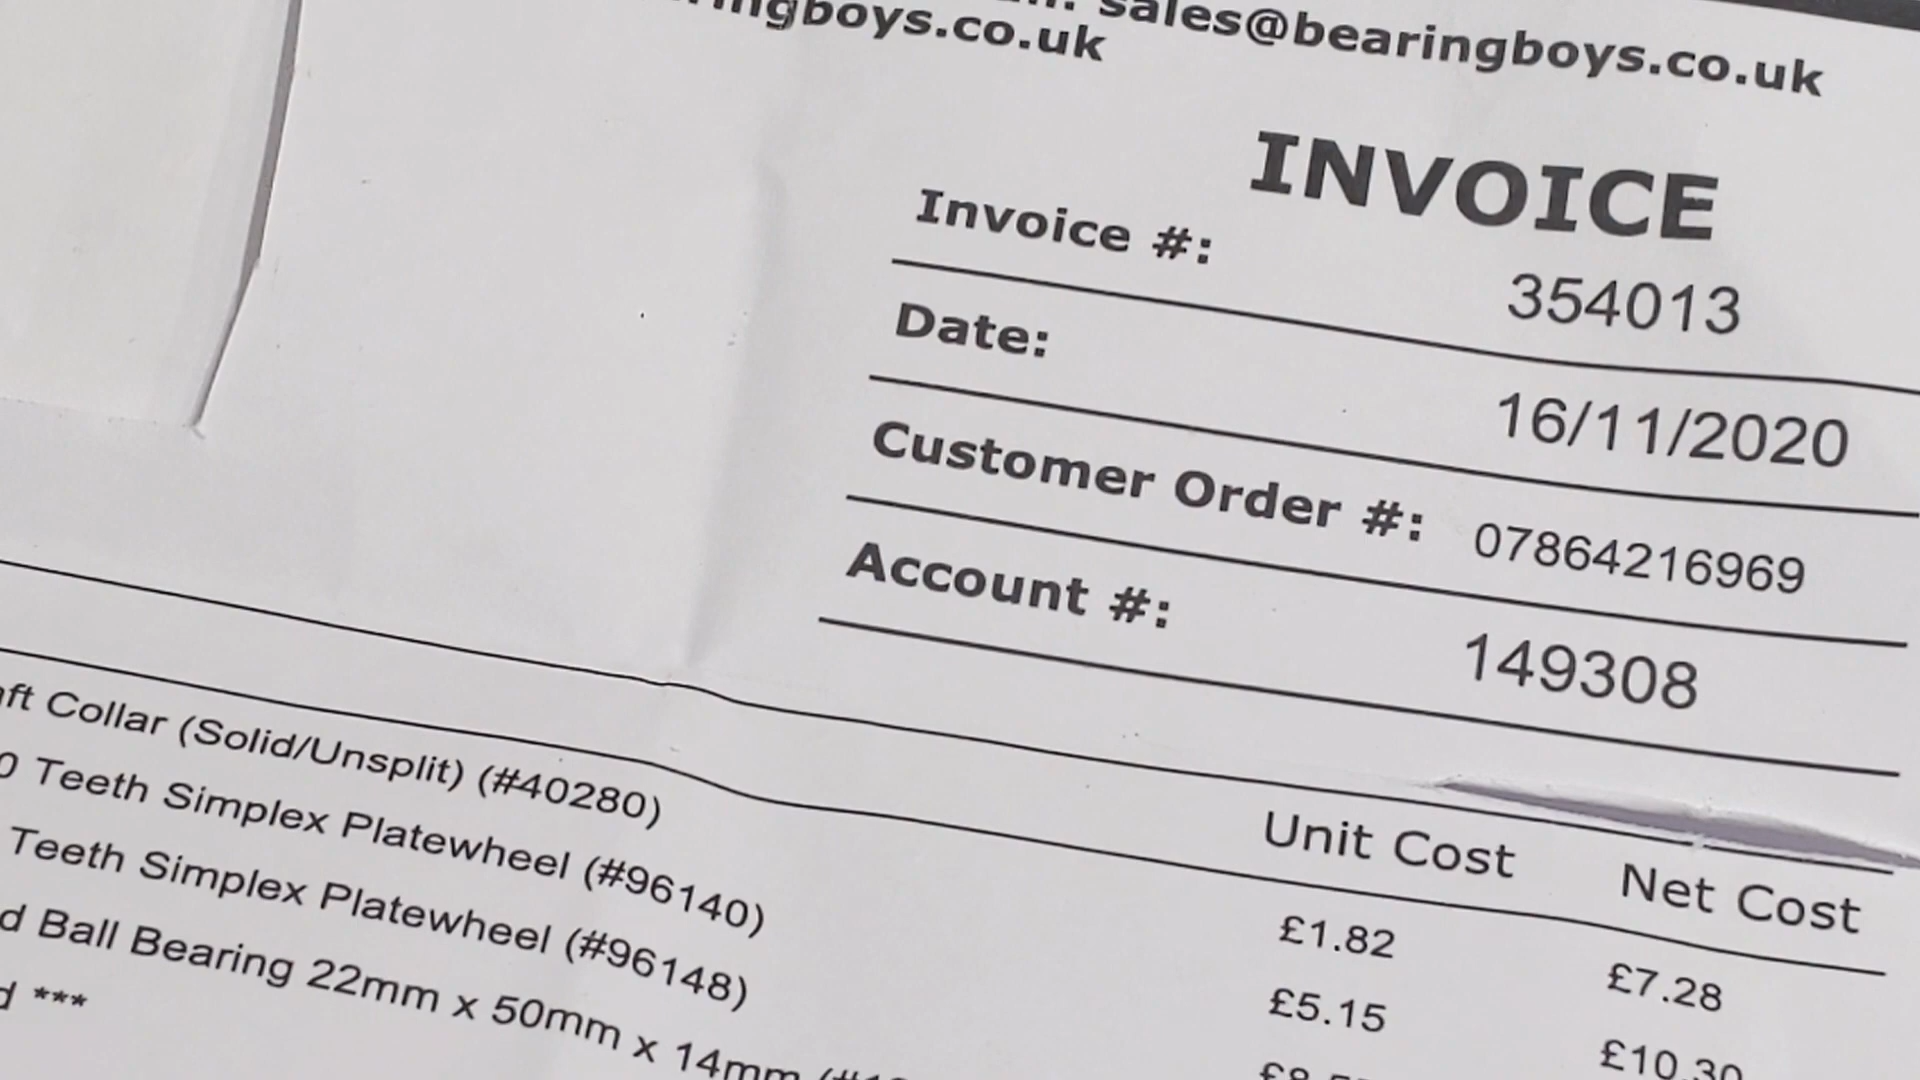 sales@bearingboys.co.uk
ingboys.co.uk
INVOICE
Invoice #: 354013
Date: 16/11/2020
Customer Order #: 07864216969
Account #: 149308
Unit Cost Net Cost
ft Collar (Solid/Unsplit) (#40280) £1.82 £7.28
0 Teeth Simplex Platewheel (#96140) £5.15 £10.30
Teeth Simplex Platewheel (#96148)
d Ball Bearing 22mm x 50mm x 14mm
d ***